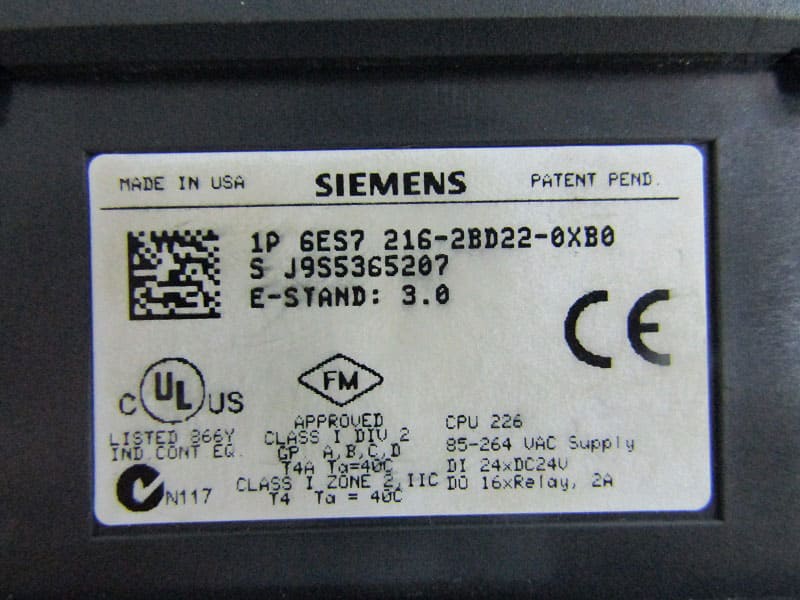 MADE IN USA SIEMENS PATENT PEND.
1P 6ES7 216-2BD22-0XB0
S J9S5365207
E-STAND: 3.0
CE
C UL US
LISTED 866Y
IND.CONT EQ.
N117
FM
APPROVED
CLASS I DIV 2
GP. A,B,C,D
T4A Ta=40C
CLASS I ZONE 2,IIC
T4 Ta = 40C
CPU 226
85-264 VAC Supply
DI 24xDC24V
DO 16xRelay, 2A